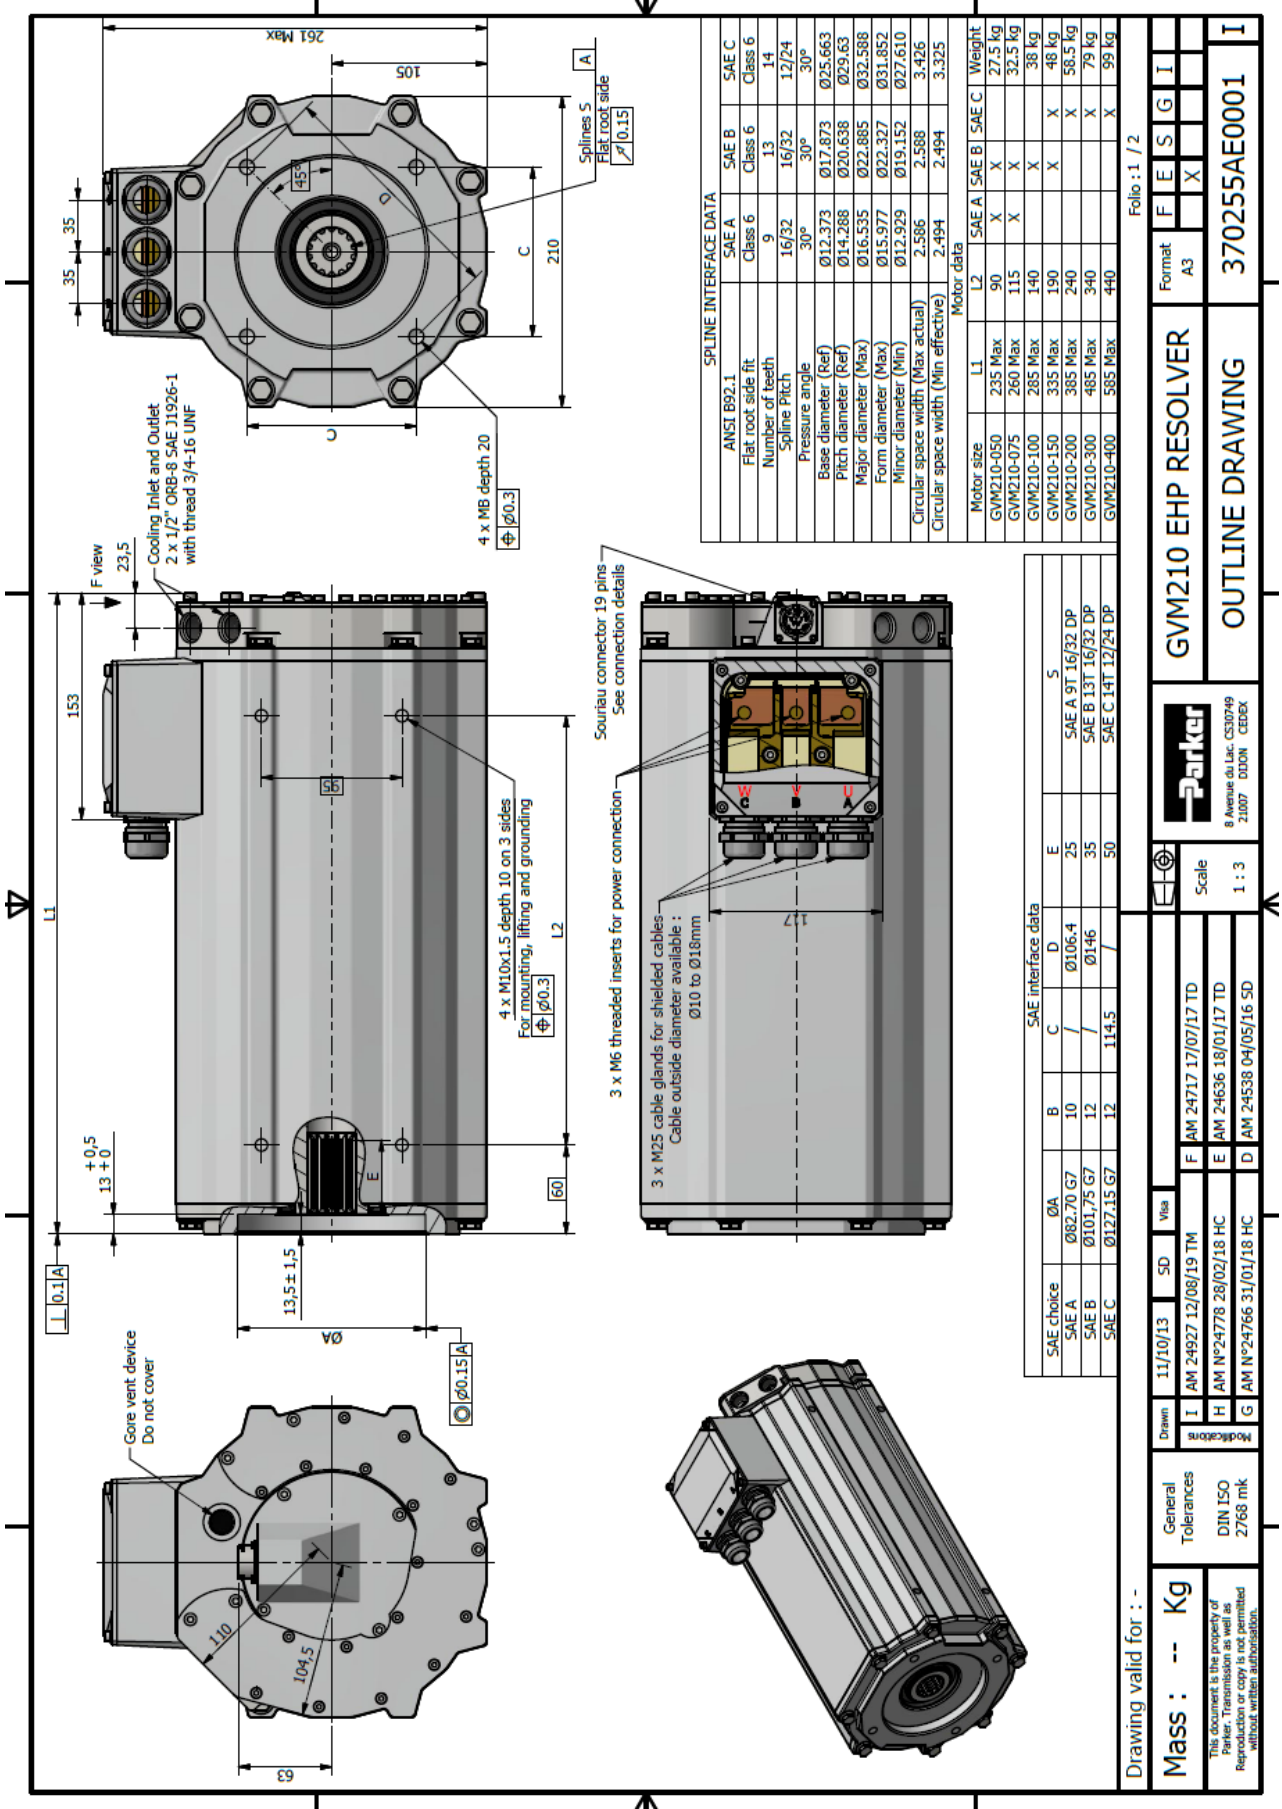 261 Max
105
35
35
45°
D
C
210
C
Splines S
Flat root side
0.15
A
Cooling Inlet and Outlet
2 x 1/2" ORB-8 SAE J1926-1
with thread 3/4-16 UNF
4 x MB depth 20
Ø0.3
F view
23,5
153
L1
95
4 x M10x1.5 depth 10 on 3 sides
For mounting, lifting and grounding
Ø0.3
L2
60
E
+ 0,5
13 + 0
0.1 A
13,5 ± 1,5
ØA
Ø0.15 A
Gore vent device
Do not cover
110
104,5
63
Souriau connector 19 pins
See connection details
3 x M6 threaded inserts for power connection
3 x M25 cable glands for shielded cables
Cable outside diameter available :
Ø10 to Ø18mm
117
W V U
C B A
SPLINE INTERFACE DATA
ANSI B92.1 SAE A SAE B SAE C
Flat root side fit Class 6 Class 6 Class 6
Number of teeth 9 13 14
Spline Pitch 16/32 16/32 12/24
Pressure angle 30° 30° 30°
Base diameter (Ref) Ø12.373 Ø17.873 Ø25.663
Pitch diameter (Ref) Ø14.288 Ø20.638 Ø29.63
Major diameter (Max) Ø16.535 Ø22.885 Ø32.588
Form diameter (Max) Ø15.977 Ø22.327 Ø31.852
Minor diameter (Min) Ø12.929 Ø19.152 Ø27.610
Circular space width (Max actual) 2.586 2.588 3.426
Circular space width (Min effective) 2.494 2.494 3.325
Motor data
Motor size L1 L2 SAE A SAE B SAE C Weight
GVM210-050 235 Max 90 X X 27.5 kg
GVM210-075 260 Max 115 X X 32.5 kg
GVM210-100 285 Max 140 X 38 kg
GVM210-150 335 Max 190 X X 48 kg
GVM210-200 385 Max 240 X 58.5 kg
GVM210-300 485 Max 340 X 79 kg
GVM210-400 585 Max 440 X 99 kg
SAE interface data
SAE choice ØA B C D E S
SAE A Ø82.70 G7 10 / Ø106.4 25 SAE A 9T 16/32 DP
SAE B Ø101,75 G7 12 / Ø146 35 SAE B 13T 16/32 DP
SAE C Ø127.15 G7 12 114.5 / 50 SAE C 14T 12/24 DP
Drawing valid for : -
Folio : 1 / 2
Mass : -- Kg
This document is the property of
Parker. Transmission as well as
Reproduction or copy is not permitted
without written authorisation.
General
Tolerances
DIN ISO
2768 mk
Drawn 11/10/13 SD Visa
Modifications
I AM 24927 12/08/19 TM
H AM N°24778 28/02/18 HC
G AM N°24766 31/01/18 HC
F AM 24717 17/07/17 TD
E AM 24636 18/01/17 TD
D AM 24538 04/05/16 SD
Scale
1 : 3
Parker
8 Avenue du Lac. CS30749
21007 DIJON CEDEX
GVM210 EHP RESOLVER
OUTLINE DRAWING
Format
A3
F E S G I
X
370255AE0001
I